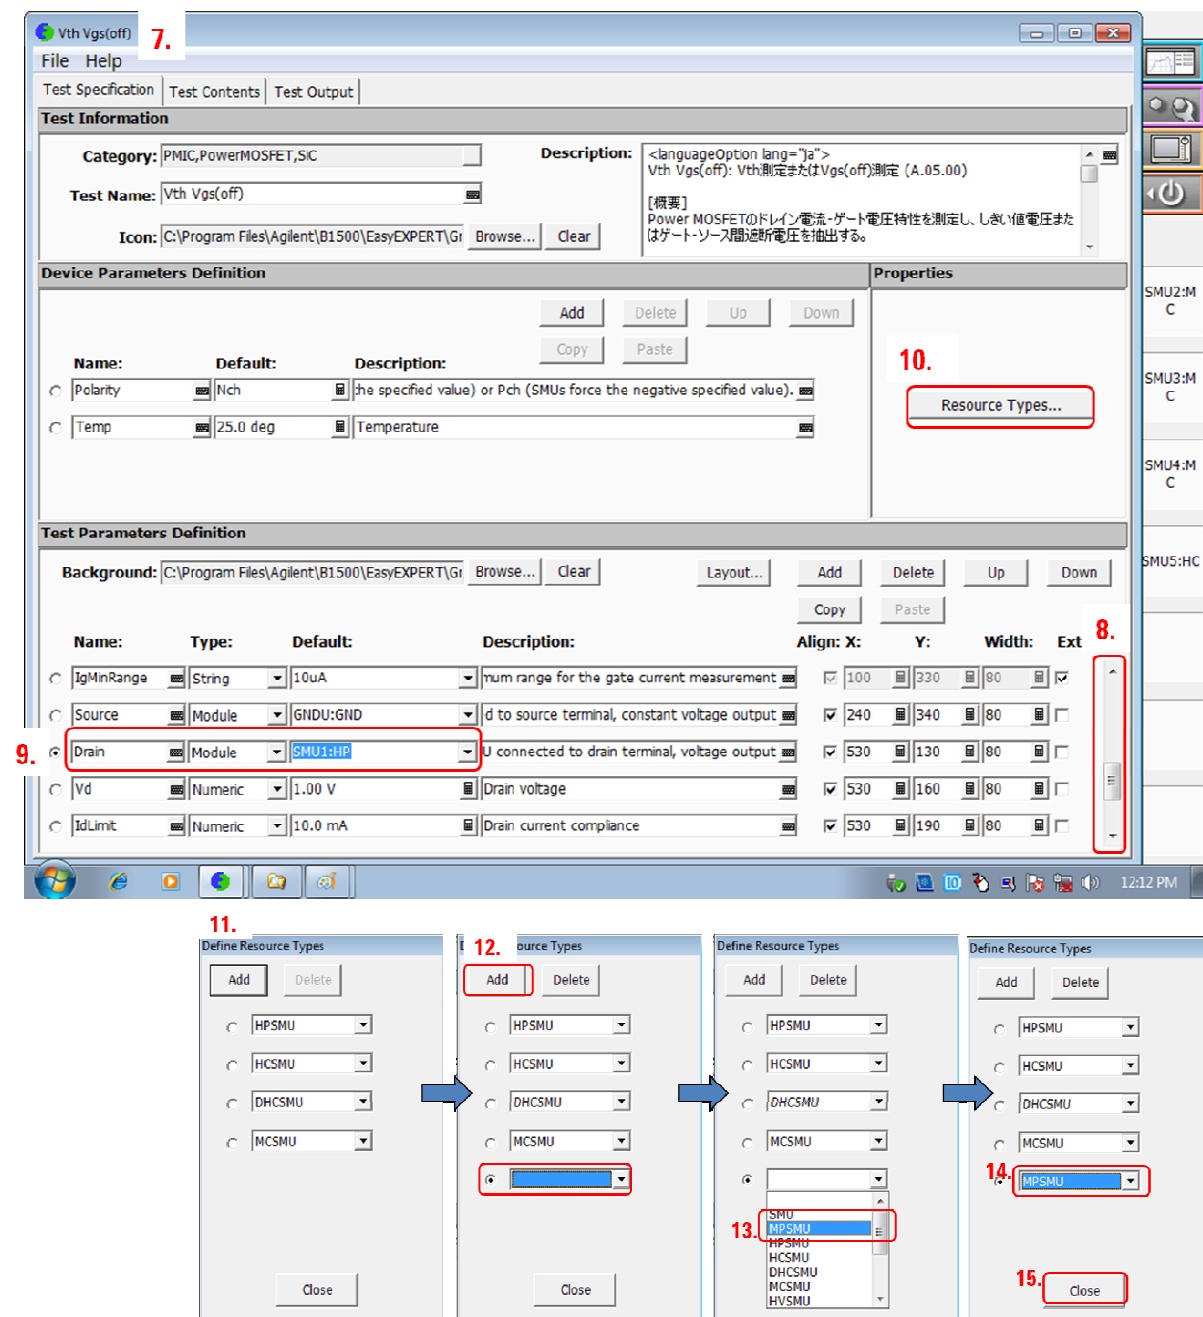 Vth Vgs(off)
7.
File Help
Test Specification Test Contents Test Output
Test Information
Category: PMIC,PowerMOSFET,SiC
Description: <languageOption lang="ja">
Vth Vgs(off): Vth測定またはVgs(off)測定 (A.05.00)
[概要]
Power MOSFETのドレイン電流-ゲート電圧特性を測定し、しきい値電圧また
はゲート-ソース間遮断電圧を抽出する。
Test Name: Vth Vgs(off)
Icon: C:\Program Files\Agilent\B1500\EasyEXPERT\Gr Browse... Clear
Device Parameters Definition
Properties
Add Delete Up Down
Copy Paste
Name: Default: Description:
Polarity Nch the specified value) or Pch (SMUs force the negative specified value).
Temp 25.0 deg Temperature
10.
Resource Types...
SMU2:M
C
SMU3:M
C
SMU4:M
C
SMU5:HC
Test Parameters Definition
Background: C:\Program Files\Agilent\B1500\EasyEXPERT\Gr Browse... Clear Layout... Add Delete Up Down
Copy Paste
8.
Name: Type: Default: Description: Align: X: Y: Width: Ext
IgMinRange String 10uA mum range for the gate current measurement 100 330 80
Source Module GNDU:GND d to source terminal, constant voltage output 240 340 80
9.
Drain Module SMU1:HP U connected to drain terminal, voltage output 530 130 80
Vd Numeric 1.00 V Drain voltage 530 160 80
IdLimit Numeric 10.0 mA Drain current compliance 530 190 80
12:12 PM
11.
Define Resource Types
Add Delete
HPSMU
HCSMU
DHCSMU
MCSMU
Close
12.
ource Types
Add Delete
HPSMU
HCSMU
DHCSMU
MCSMU
Close
Define Resource Types
Add Delete
HPSMU
HCSMU
DHCSMU
MCSMU
SMU
13.
MPSMU
HPSMU
HCSMU
DHCSMU
MCSMU
HVSMU
Define Resource Types
Add Delete
HPSMU
HCSMU
DHCSMU
MCSMU
14.
MPSMU
15.
Close